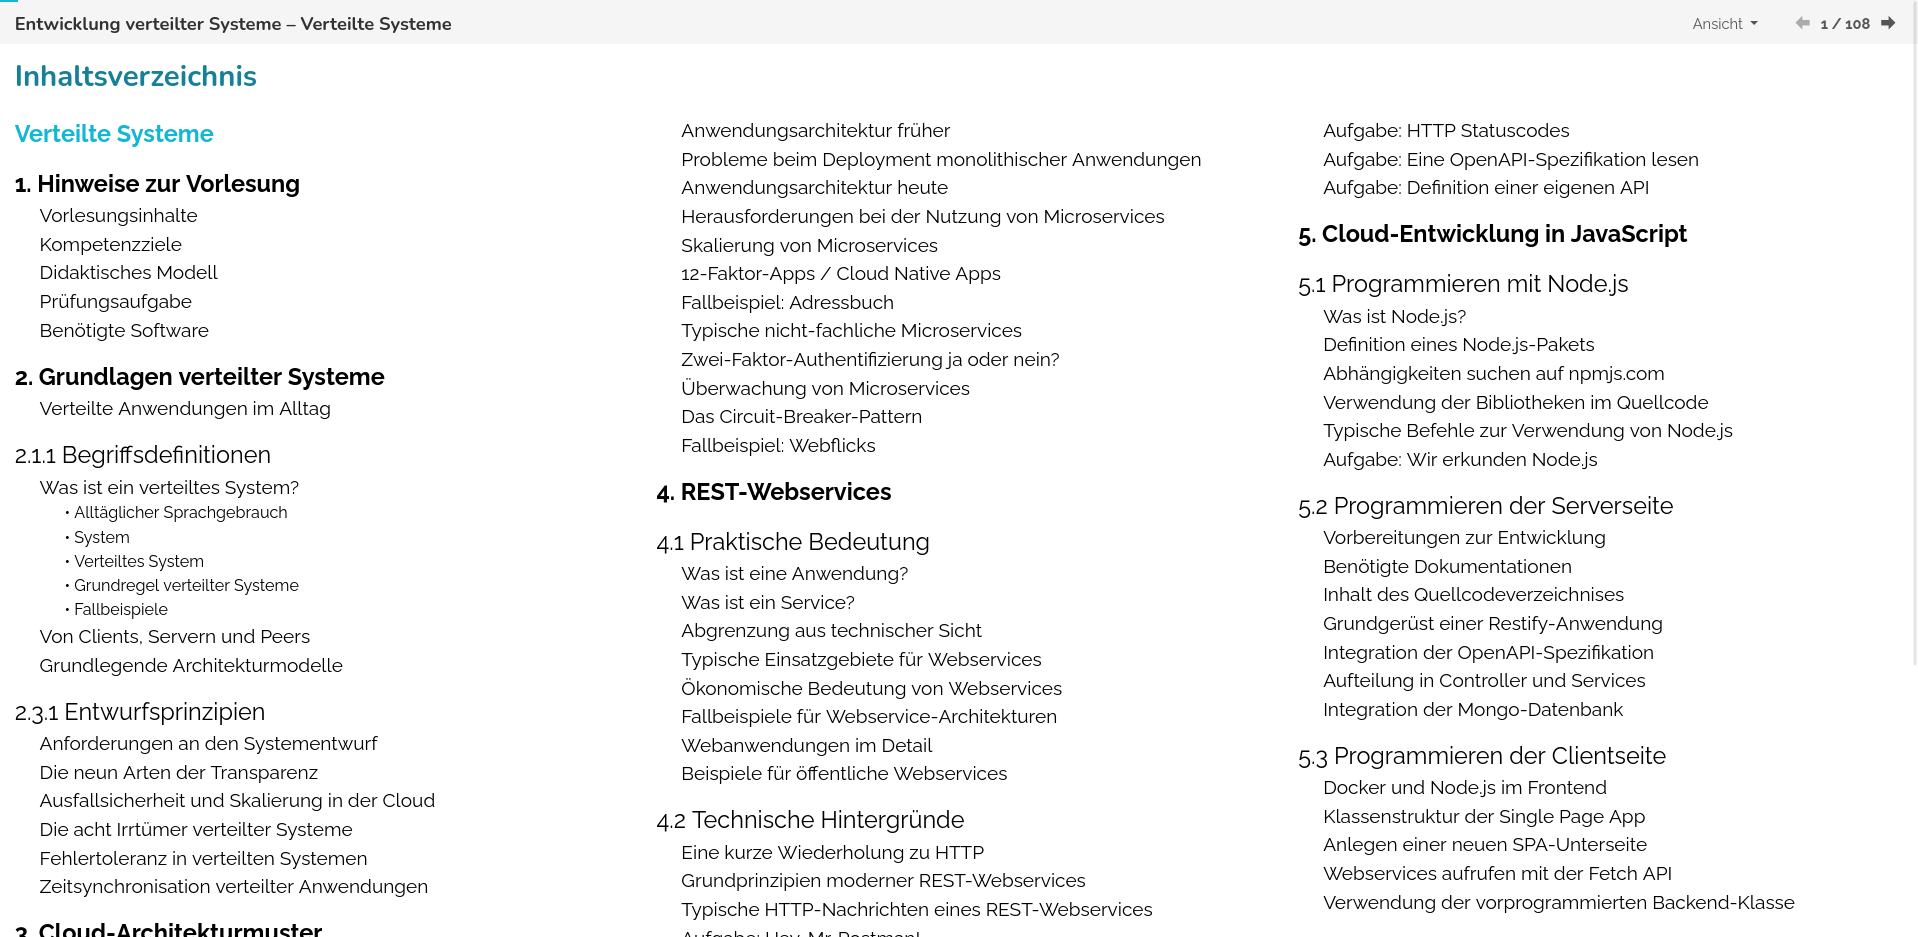 Entwicklung verteilter Systeme – Verteilte Systeme
Ansicht
1 / 108
Inhaltsverzeichnis
Verteilte Systeme
1. Hinweise zur Vorlesung
Vorlesungsinhalte
Kompetenzziele
Didaktisches Modell
Prüfungsaufgabe
Benötigte Software
2. Grundlagen verteilter Systeme
Verteilte Anwendungen im Alltag
2.1.1 Begriffsdefinitionen
Was ist ein verteiltes System?
• Alltäglicher Sprachgebrauch
• System
• Verteiltes System
• Grundregel verteilter Systeme
• Fallbeispiele
Von Clients, Servern und Peers
Grundlegende Architekturmodelle
2.3.1 Entwurfsprinzipien
Anforderungen an den Systementwurf
Die neun Arten der Transparenz
Ausfallsicherheit und Skalierung in der Cloud
Die acht Irrtümer verteilter Systeme
Fehlertoleranz in verteilten Systemen
Zeitsynchronisation verteilter Anwendungen
3. Cloud-Architekturmuster
Anwendungsarchitektur früher
Probleme beim Deployment monolithischer Anwendungen
Anwendungsarchitektur heute
Herausforderungen bei der Nutzung von Microservices
Skalierung von Microservices
12-Faktor-Apps / Cloud Native Apps
Fallbeispiel: Adressbuch
Typische nicht-fachliche Microservices
Zwei-Faktor-Authentifizierung ja oder nein?
Überwachung von Microservices
Das Circuit-Breaker-Pattern
Fallbeispiel: Webflicks
4. REST-Webservices
4.1 Praktische Bedeutung
Was ist eine Anwendung?
Was ist ein Service?
Abgrenzung aus technischer Sicht
Typische Einsatzgebiete für Webservices
Ökonomische Bedeutung von Webservices
Fallbeispiele für Webservice-Architekturen
Webanwendungen im Detail
Beispiele für öffentliche Webservices
4.2 Technische Hintergründe
Eine kurze Wiederholung zu HTTP
Grundprinzipien moderner REST-Webservices
Typische HTTP-Nachrichten eines REST-Webservices
Aufgabe: Hey, Mr. Postman!
Aufgabe: HTTP Statuscodes
Aufgabe: Eine OpenAPI-Spezifikation lesen
Aufgabe: Definition einer eigenen API
5. Cloud-Entwicklung in JavaScript
5.1 Programmieren mit Node.js
Was ist Node.js?
Definition eines Node.js-Pakets
Abhängigkeiten suchen auf npmjs.com
Verwendung der Bibliotheken im Quellcode
Typische Befehle zur Verwendung von Node.js
Aufgabe: Wir erkunden Node.js
5.2 Programmieren der Serverseite
Vorbereitungen zur Entwicklung
Benötigte Dokumentationen
Inhalt des Quellcodeverzeichnises
Grundgerüst einer Restify-Anwendung
Integration der OpenAPI-Spezifikation
Aufteilung in Controller und Services
Integration der Mongo-Datenbank
5.3 Programmieren der Clientseite
Docker und Node.js im Frontend
Klassenstruktur der Single Page App
Anlegen einer neuen SPA-Unterseite
Webservices aufrufen mit der Fetch API
Verwendung der vorprogrammierten Backend-Klasse